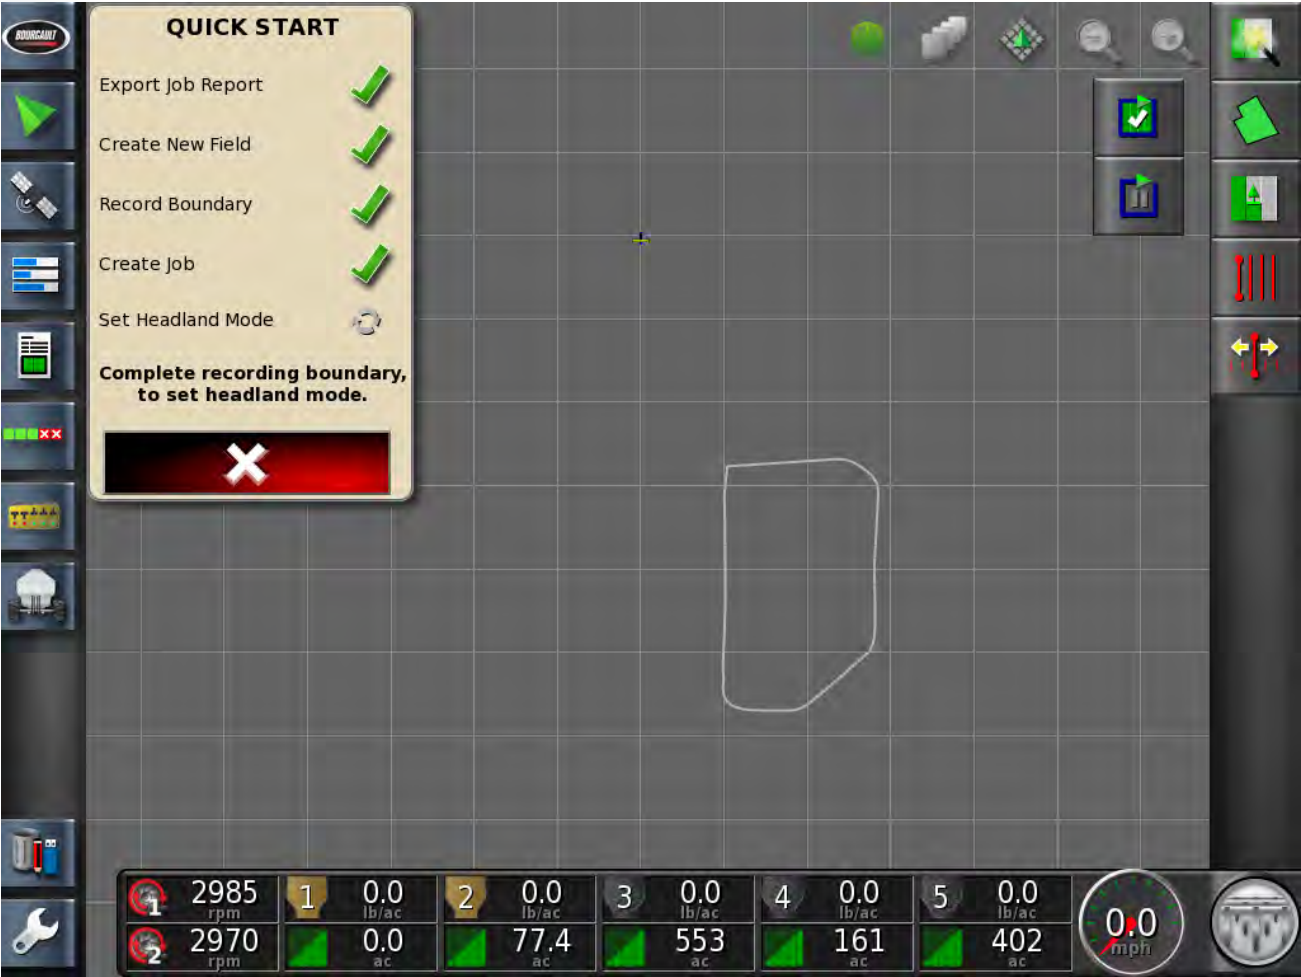 BOURGAULT
QUICK START
Export Job Report
Create New Field
Record Boundary
Create Job
Set Headland Mode
Complete recording boundary,
to set headland mode.
1 2985 rpm 1 0.0 lb/ac 2 0.0 lb/ac 3 0.0 lb/ac 4 0.0 lb/ac 5 0.0 lb/ac
2 2970 rpm 0.0 ac 77.4 ac 553 ac 161 ac 402 ac
0.0
mph